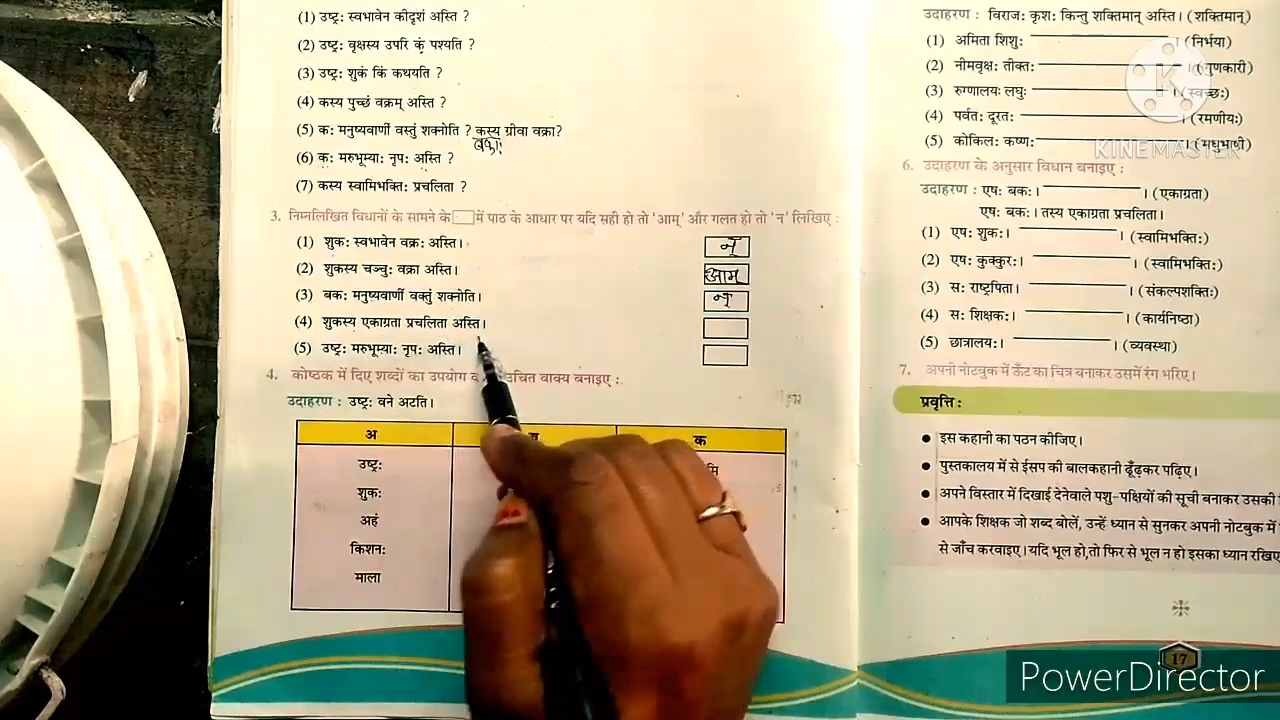 (1) उष्ट्रः स्वभावेन कीदृशं अस्ति ?
(2) उष्ट्रः वृक्षस्य उपरि कं पश्यति ?
(3) उष्ट्रः शुकं किं कथयति ?
(4) कस्य पुच्छं वक्रम् अस्ति ?
(5) कः मनुष्यवाणीं वक्तुं शक्नोति ? कस्य ग्रीवा वक्रा?
(6) कः मरुभूम्याः नृपः अस्ति ?
(7) कस्य स्वामिभक्तिः प्रचलिता ?
3. निम्नलिखित विधानों के सामने के में पाठ के आधार पर यदि सही हो तो 'आम्' और गलत हो तो 'न' लिखिए :
(1) शुकः स्वभावेन वक्रः अस्ति। न
(2) शुकस्य चञ्चुः वक्रा अस्ति। आम्
(3) बकः मनुष्यवाणीं वक्तुं शक्नोति। न
(4) शुकस्य एकाग्रता प्रचलिता अस्ति।
(5) उष्ट्रः मरुभूम्याः नृपः अस्ति।
4. कोष्ठक में दिए शब्दों का उपयोग उचित वाक्य बनाइए :
उदाहरण : उष्ट्रः वने अटति।
अ क
उष्ट्रः
शुकः
अहं
किशनः
माला
उदाहरण : विराजः कृशः किन्तु शक्तिमान् अस्ति। (शक्तिमान्)
(1) अमिता शिशुः । (निर्भया)
(2) नीमवृक्षः तीक्तः । (गुणकारी)
(3) रुग्णालयः लघुः । (स्वच्छः)
(4) पर्वतः दूरतः । (रमणीयः)
(5) कोकिलः कष्णः । (मधुभाषी)
6. उदाहरण के अनुसार विधान बनाइए :
उदाहरण : एषः बकः। । (एकाग्रता)
एषः बकः। तस्य एकाग्रता प्रचलिता।
(1) एषः शुकः। । (स्वामिभक्तिः)
(2) एषः कुक्कुरः। । (स्वामिभक्तिः)
(3) सः राष्ट्रपिता। । (संकल्पशक्तिः)
(4) सः शिक्षकः। । (कार्यनिष्ठा)
(5) छात्रालयः। । (व्यवस्था)
7. अपनी नोटबुक में ऊँट का चित्र बनाकर उसमें रंग भरिए।
प्रवृत्ति :
● इस कहानी का पठन कीजिए।
● पुस्तकालय में से ईसप की बालकहानी ढूँढ़कर पढ़िए।
● अपने विस्तार में दिखाई देनेवाले पशु-पक्षियों की सूची बनाकर उसकी
● आपके शिक्षक जो शब्द बोलें, उन्हें ध्यान से सुनकर अपनी नोटबुक में
से जाँच करवाइए। यदि भूल हो,तो फिर से भूल न हो इसका ध्यान रखिए
17
K
KINEMASTER
PowerDirector